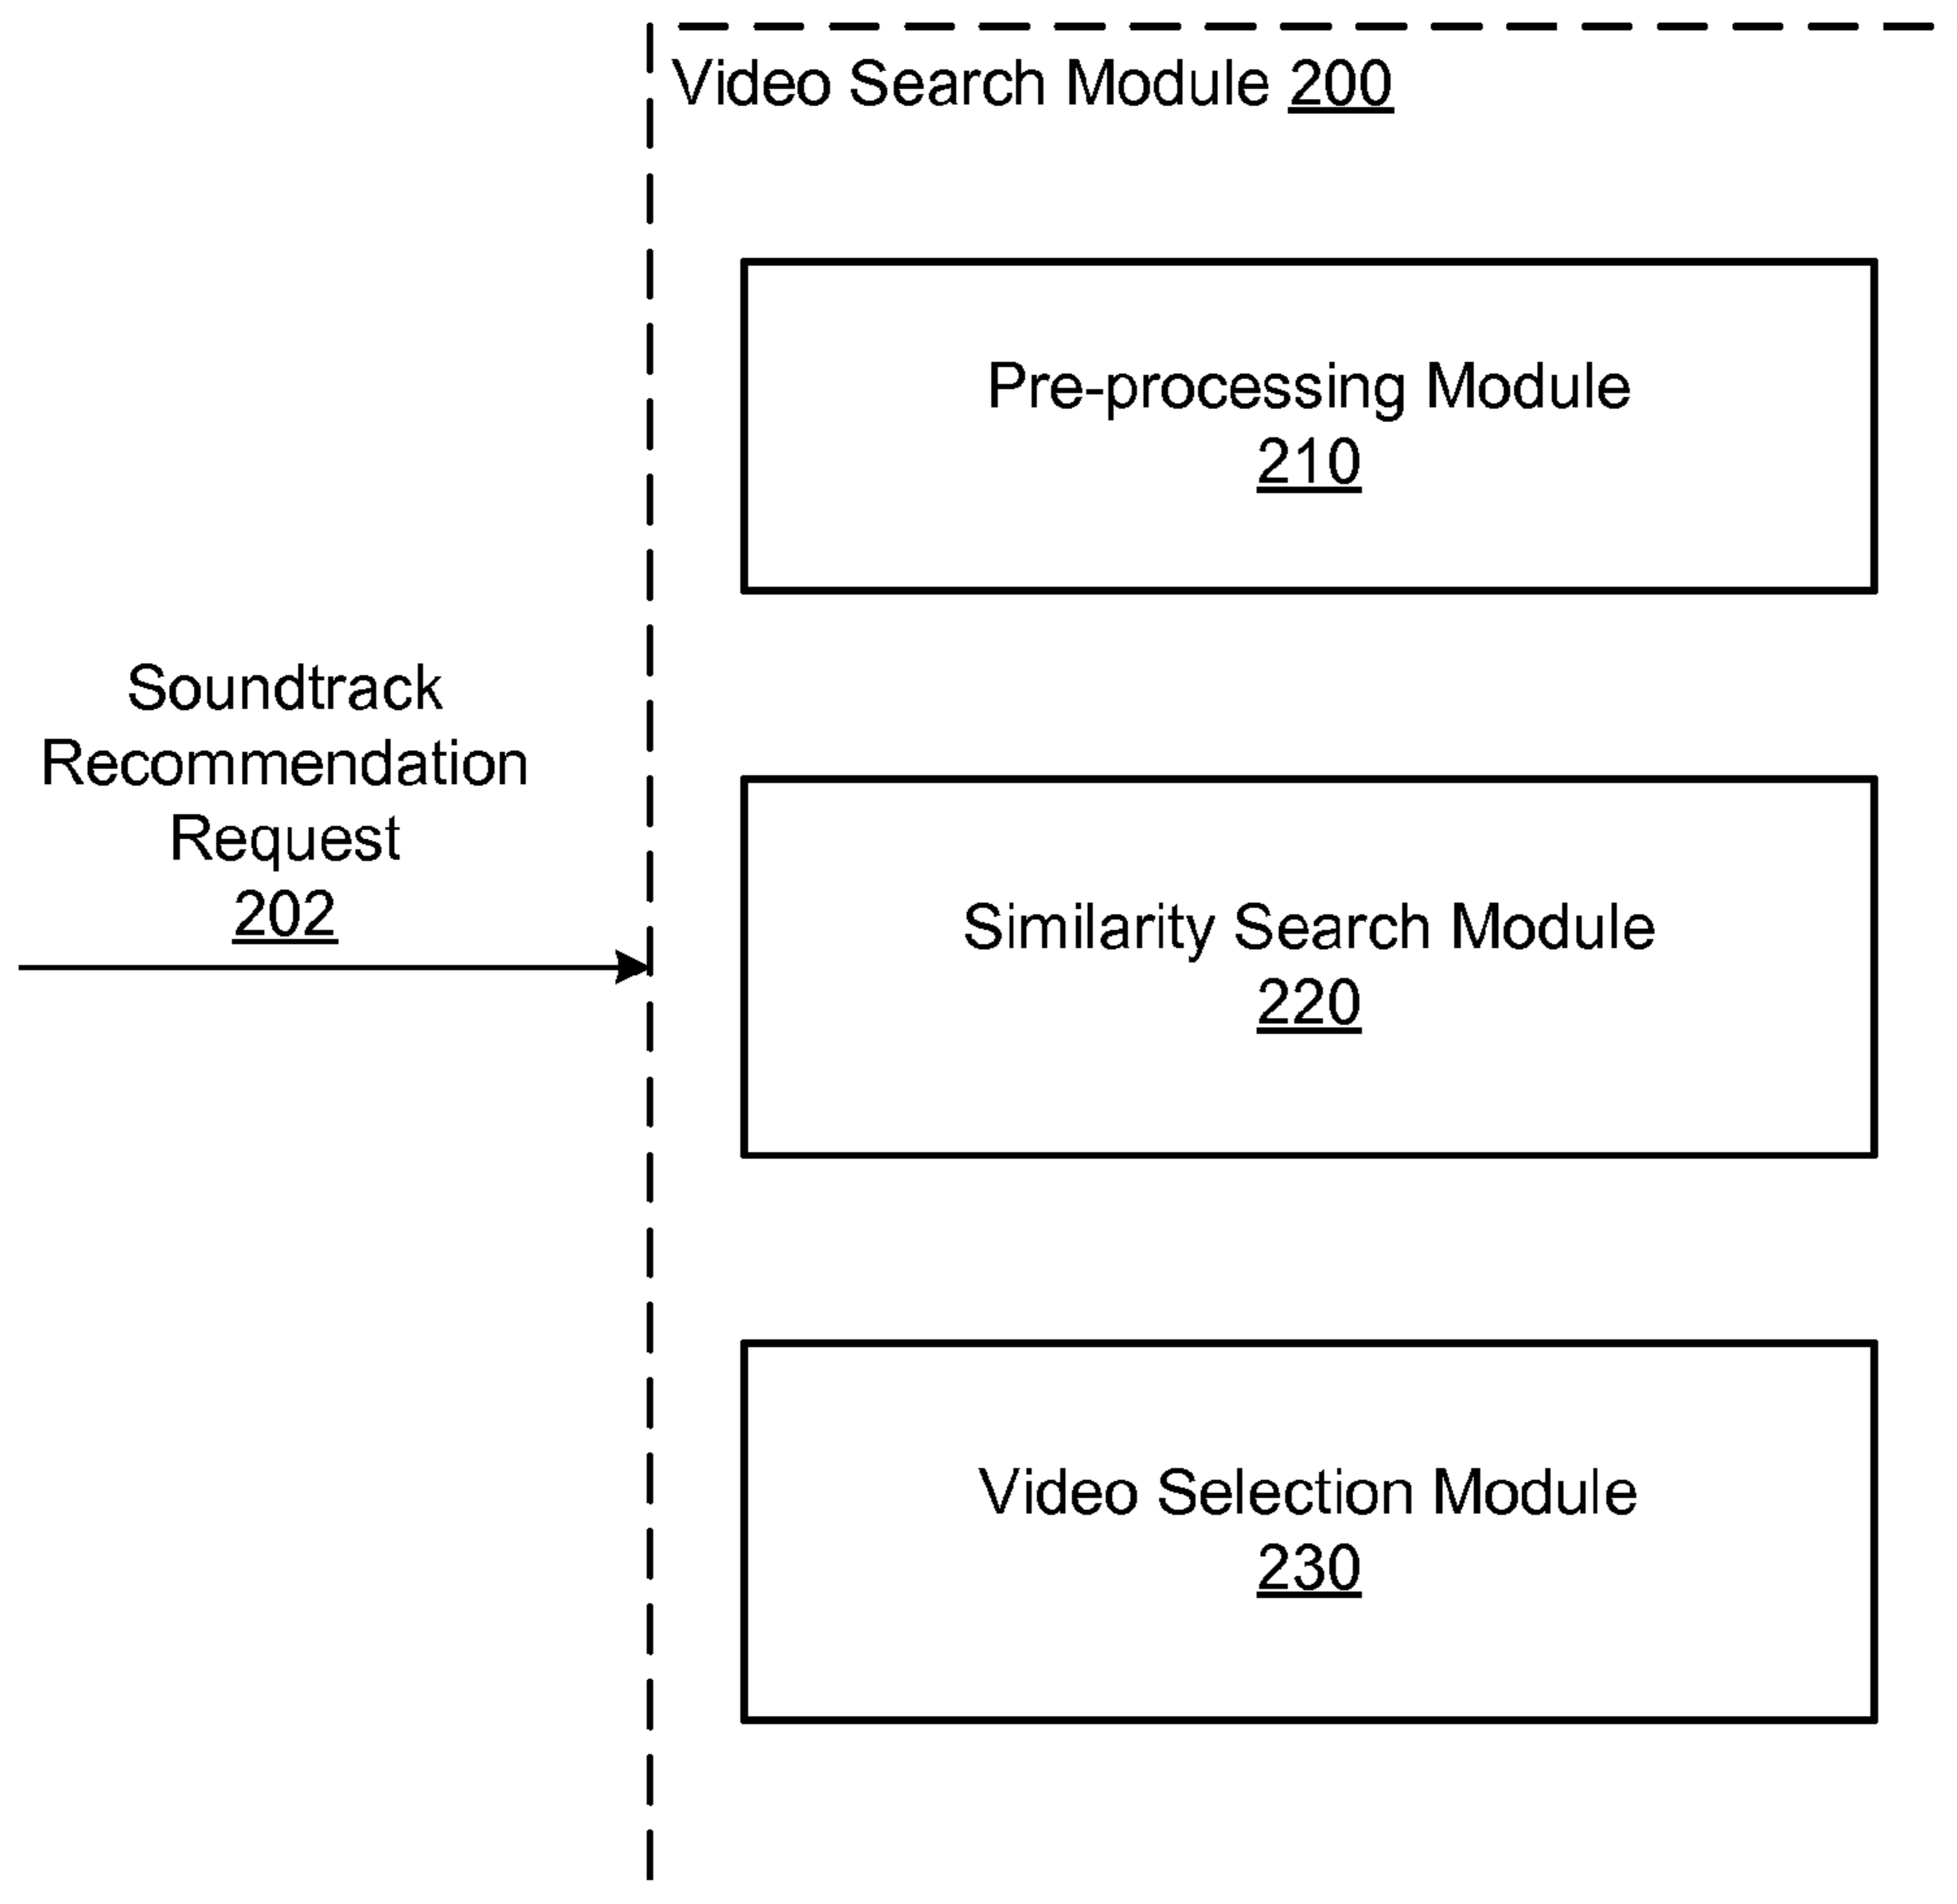 Video Search Module 200
Pre-processing Module
210
Soundtrack
Recommendation
Request
202
Similarity Search Module
220
Video Selection Module
230